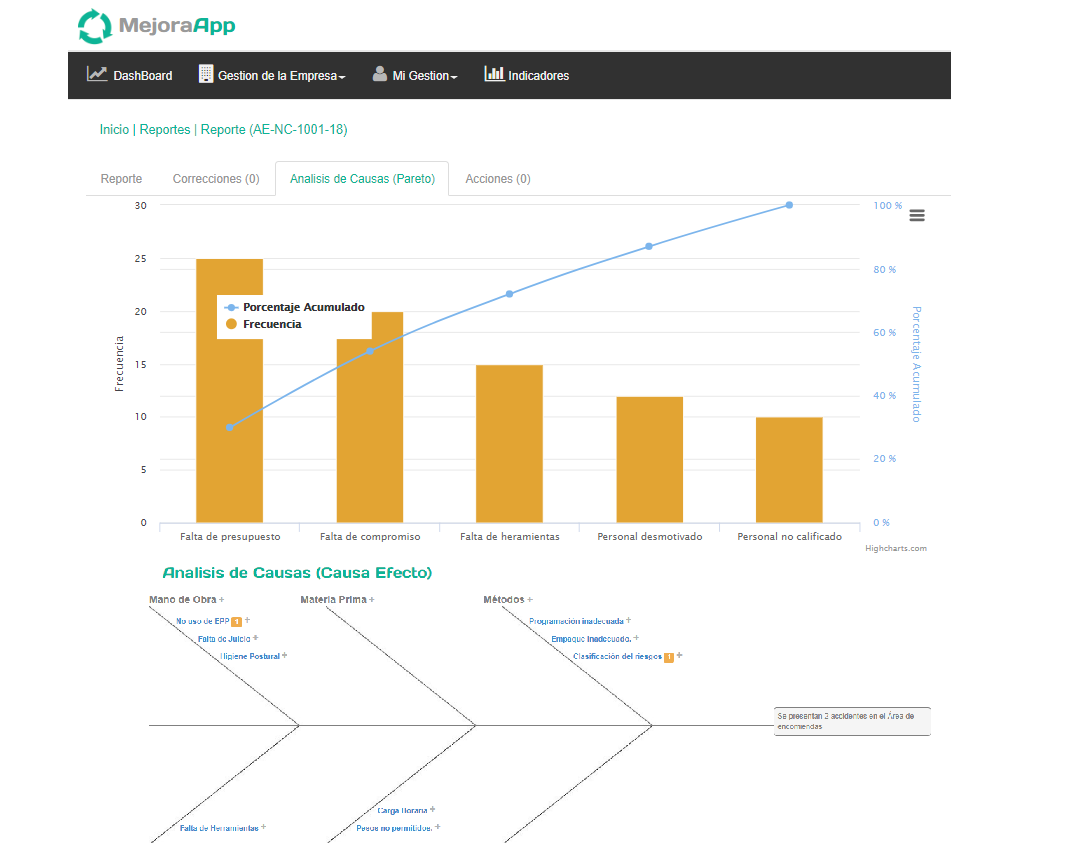 MejoraApp
DashBoard Gestion de la Empresa Mi Gestion Indicadores
Inicio | Reportes | Reporte (AE-NC-1001-18)
Reporte Correcciones (0) Analisis de Causas (Pareto) Acciones (0)
30 100 %
25
80 %
20
Porcentaje Acumulado
Frecuencia
60 %
15
40 %
10
20 %
5
0 0 %
Frecuencia
Porcentaje Acumulado
Falta de presupuesto Falta de compromiso Falta de heramientas Personal desmotivado Personal no calificado
Highcharts.com
Analisis de Causas (Causa Efecto)
Mano de Obra + Materia Prima + Métodos +
No uso de EPP 1 + Programación inadecuada +
Falta de Juicio + Empaque Inadecuado. +
Higiene Postural + Clasificación del riesgos 1 +
Se presentan 2 accidentes en el Área de
encomiendas
Carga Horaria +
Falta de Herramientas + Pesos no permitidos. +